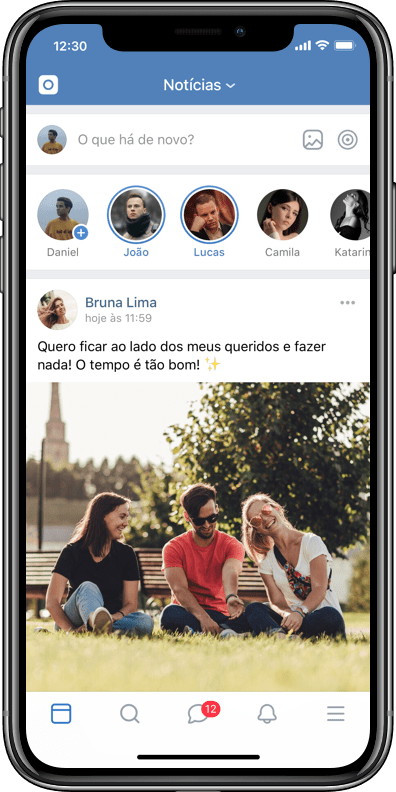 12:30
Notícias
O que há de novo?
Daniel
João
Lucas
Camila
Katarin
Bruna Lima
hoje às 11:59
Quero ficar ao lado dos meus queridos e fazer
nada! O tempo é tão bom! ✨
12